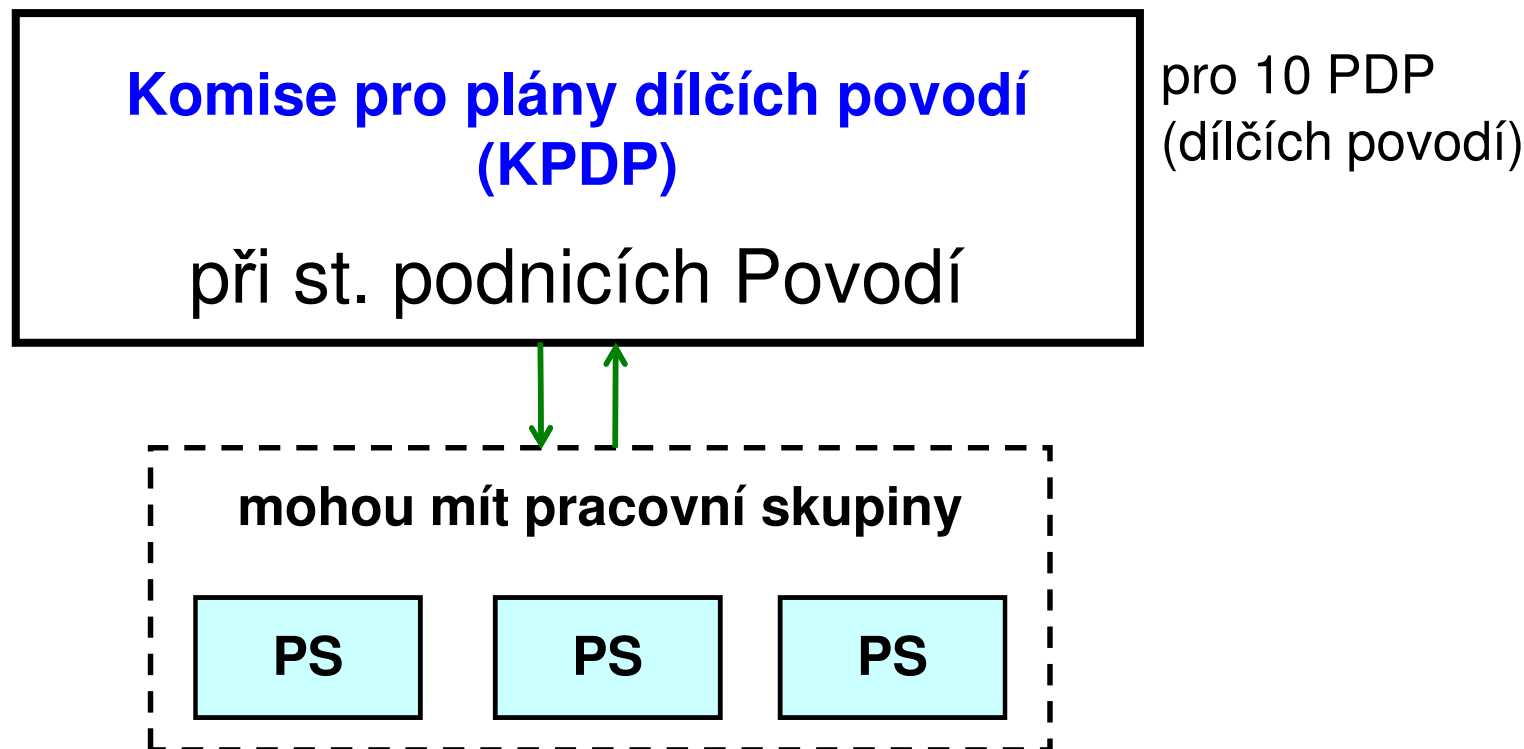 Komise pro plány dílčích povodí
(KPDP)
při st. podnicích Povodí
pro 10 PDP
(dílčích povodí)
mohou mít pracovní skupiny
PS
PS
PS